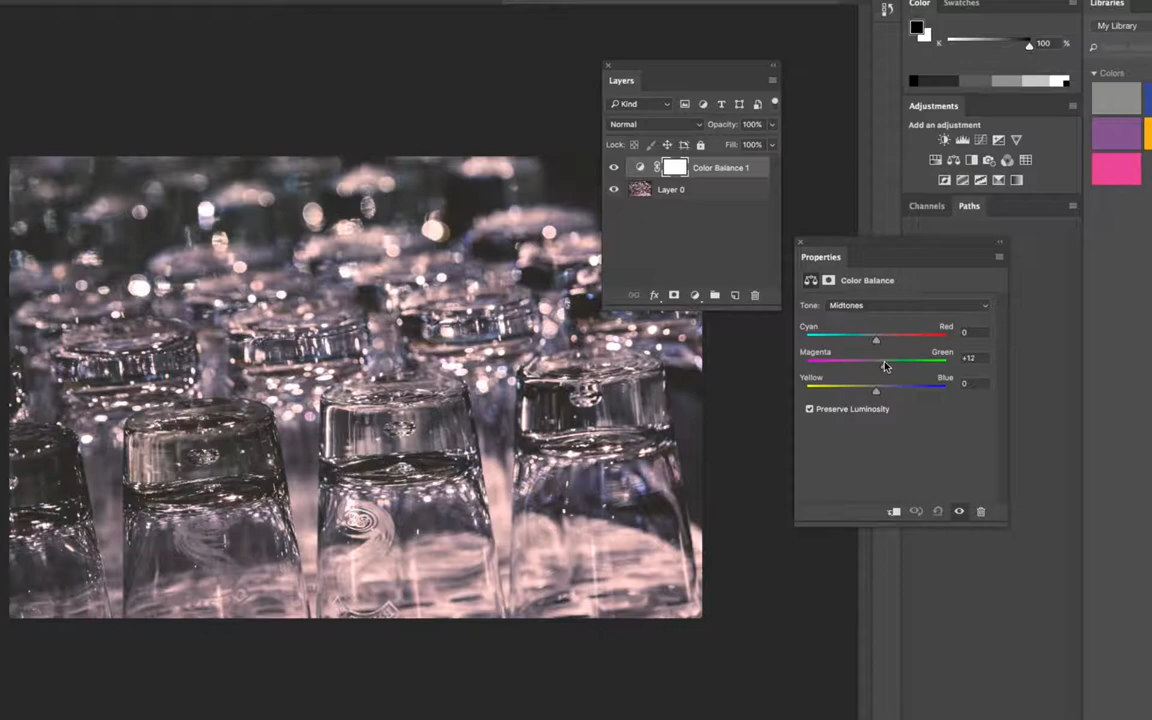 Color Swatches
K 100 %
Adjustments
Add an adjustment
Channels Paths
Libraries
My Library
Colors
Layers
Kind
Normal Opacity: 100%
Lock: Fill: 100%
Color Balance 1
Layer 0
fx
Properties
Color Balance
Tone: Midtones
Cyan Red 0
Magenta Green +12
Yellow Blue 0
Preserve Luminosity